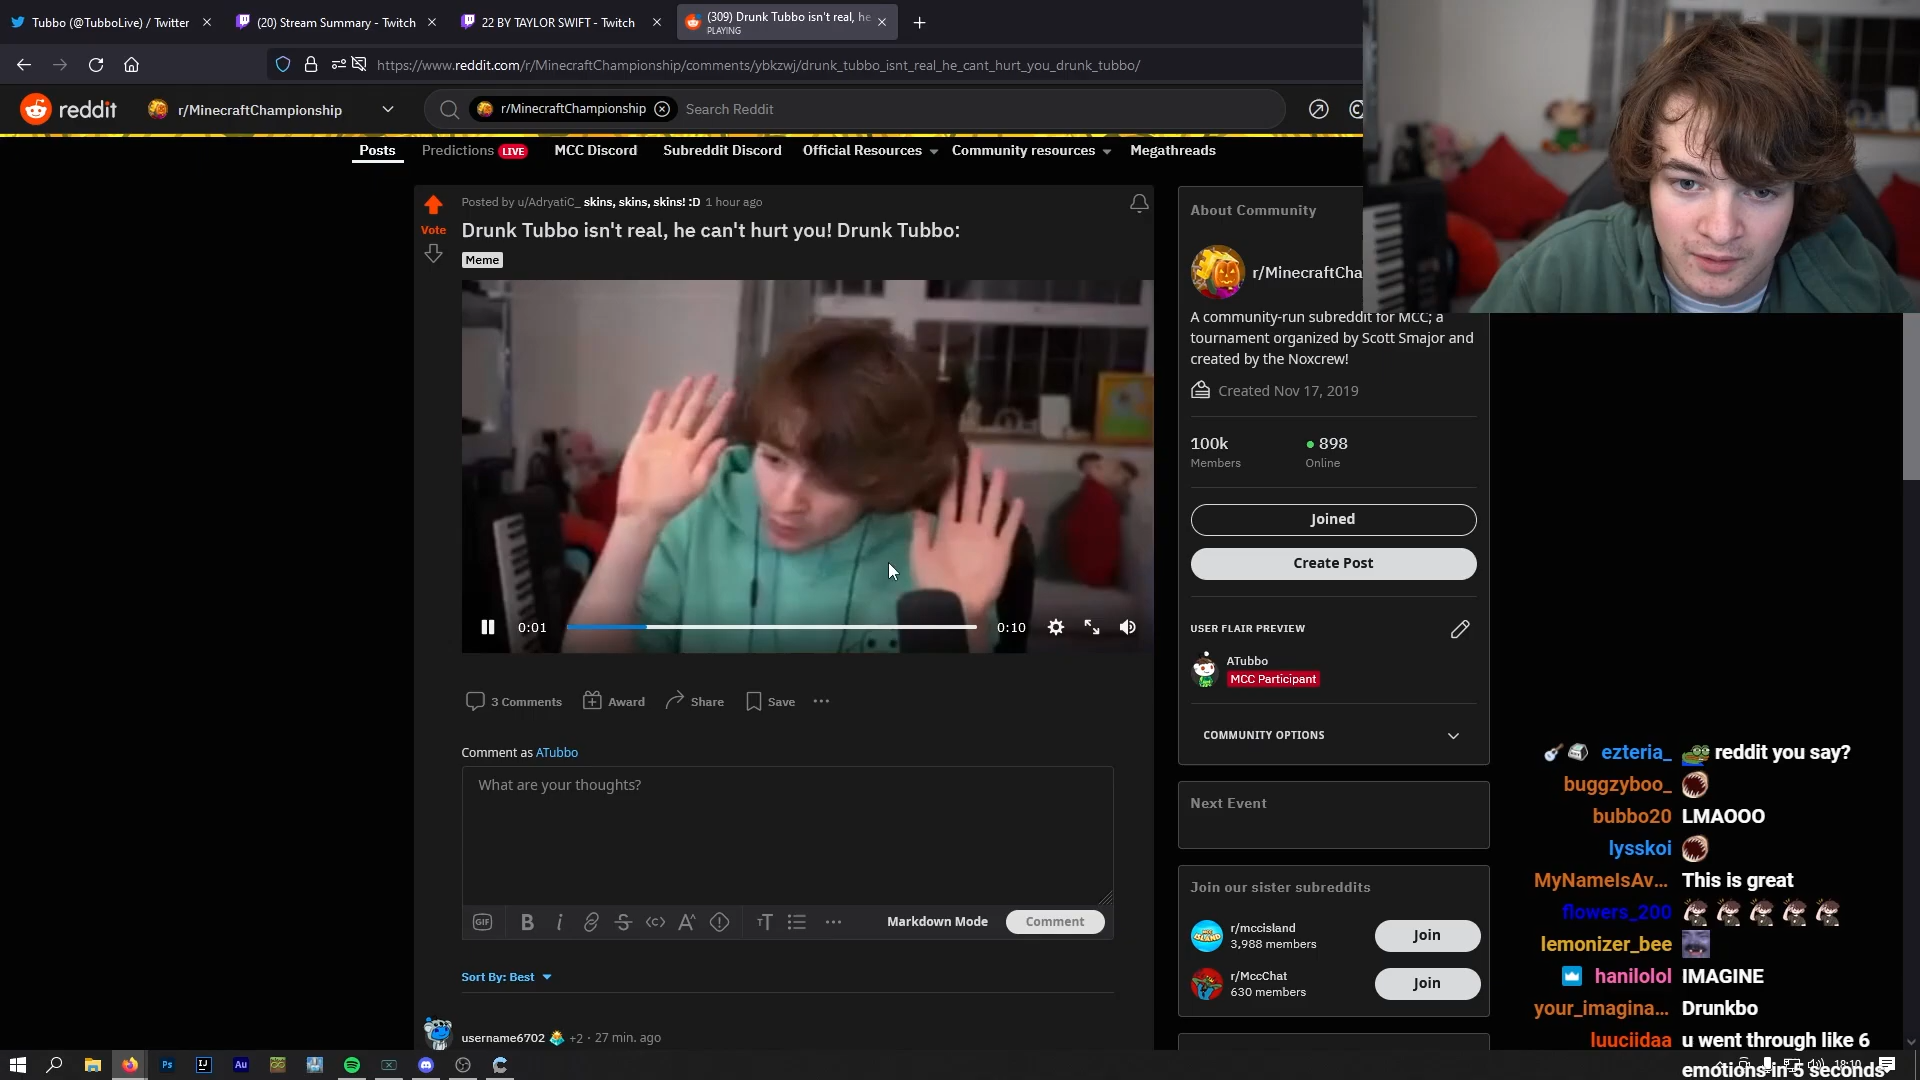 Tubbo (@TubboLive) / Twitter
(20) Stream Summary - Twitch
22 BY TAYLOR SWIFT - Twitch
(309) Drunk Tubbo isn't real, he
PLAYING
https://www.reddit.com/r/MinecraftChampionship/comments/ybkzwj/drunk_tubbo_isnt_real_he_cant_hurt_you_drunk_tubbo/
reddit
r/MinecraftChampionship
r/MinecraftChampionship
Search Reddit
Posts
Predictions LIVE
MCC Discord
Subreddit Discord
Official Resources
Community resources
Megathreads
Posted by u/AdryatiC_ skins, skins, skins! :D 1 hour ago
Vote
Drunk Tubbo isn't real, he can't hurt you! Drunk Tubbo:
Meme
0:01
0:10
3 Comments
Award
Share
Save
Comment as ATubbo
What are your thoughts?
GIF
Markdown Mode
Comment
Sort By: Best
username6702 +2 · 27 min. ago
About Community
r/MinecraftCha
A community-run subreddit for MCC; a
tournament organized by Scott Smajor and
created by the Noxcrew!
Created Nov 17, 2019
100k
Members
898
Online
Joined
Create Post
USER FLAIR PREVIEW
ATubbo
MCC Participant
COMMUNITY OPTIONS
Next Event
Join our sister subreddits
r/mccisland
3,988 members
Join
r/MccChat
630 members
Join
ezteria_ reddit you say?
buggzyboo_
bubbo20 LMAOOO
lysskoi
MyNameIsAv... This is great
flowers_200
lemonizer_bee
hanilolol IMAGINE
your_imagina... Drunkbo
luuciidaa u went through like 6
emotions in 5 seconds
Ps
Au
18:10